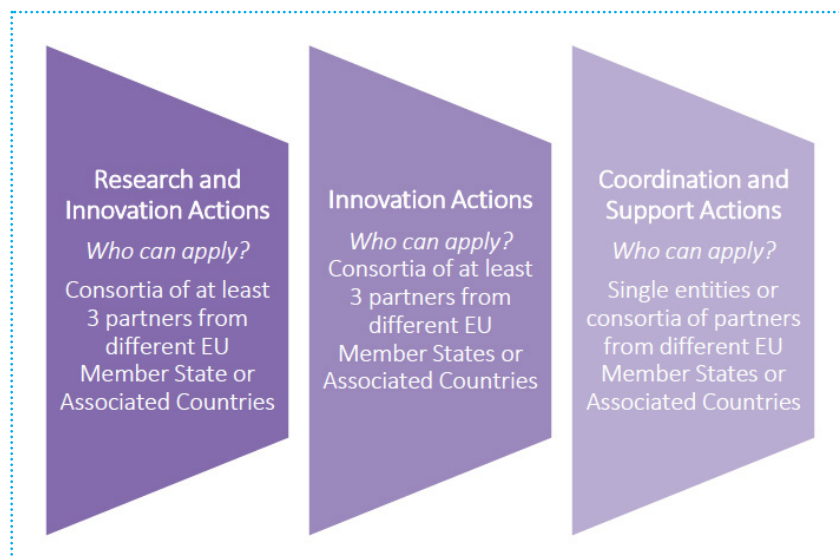 Research and
Innovation Actions
Who can apply?
Consortia of at least
3 partners from
different EU
Member State or
Associated Countries
Innovation Actions
Who can apply?
Consortia of at least
3 partners from
different EU
Member States or
Associated Countries
Coordination and
Support Actions
Who can apply?
Single entities or
consortia of partners
from different EU
Member States or
Associated Countries